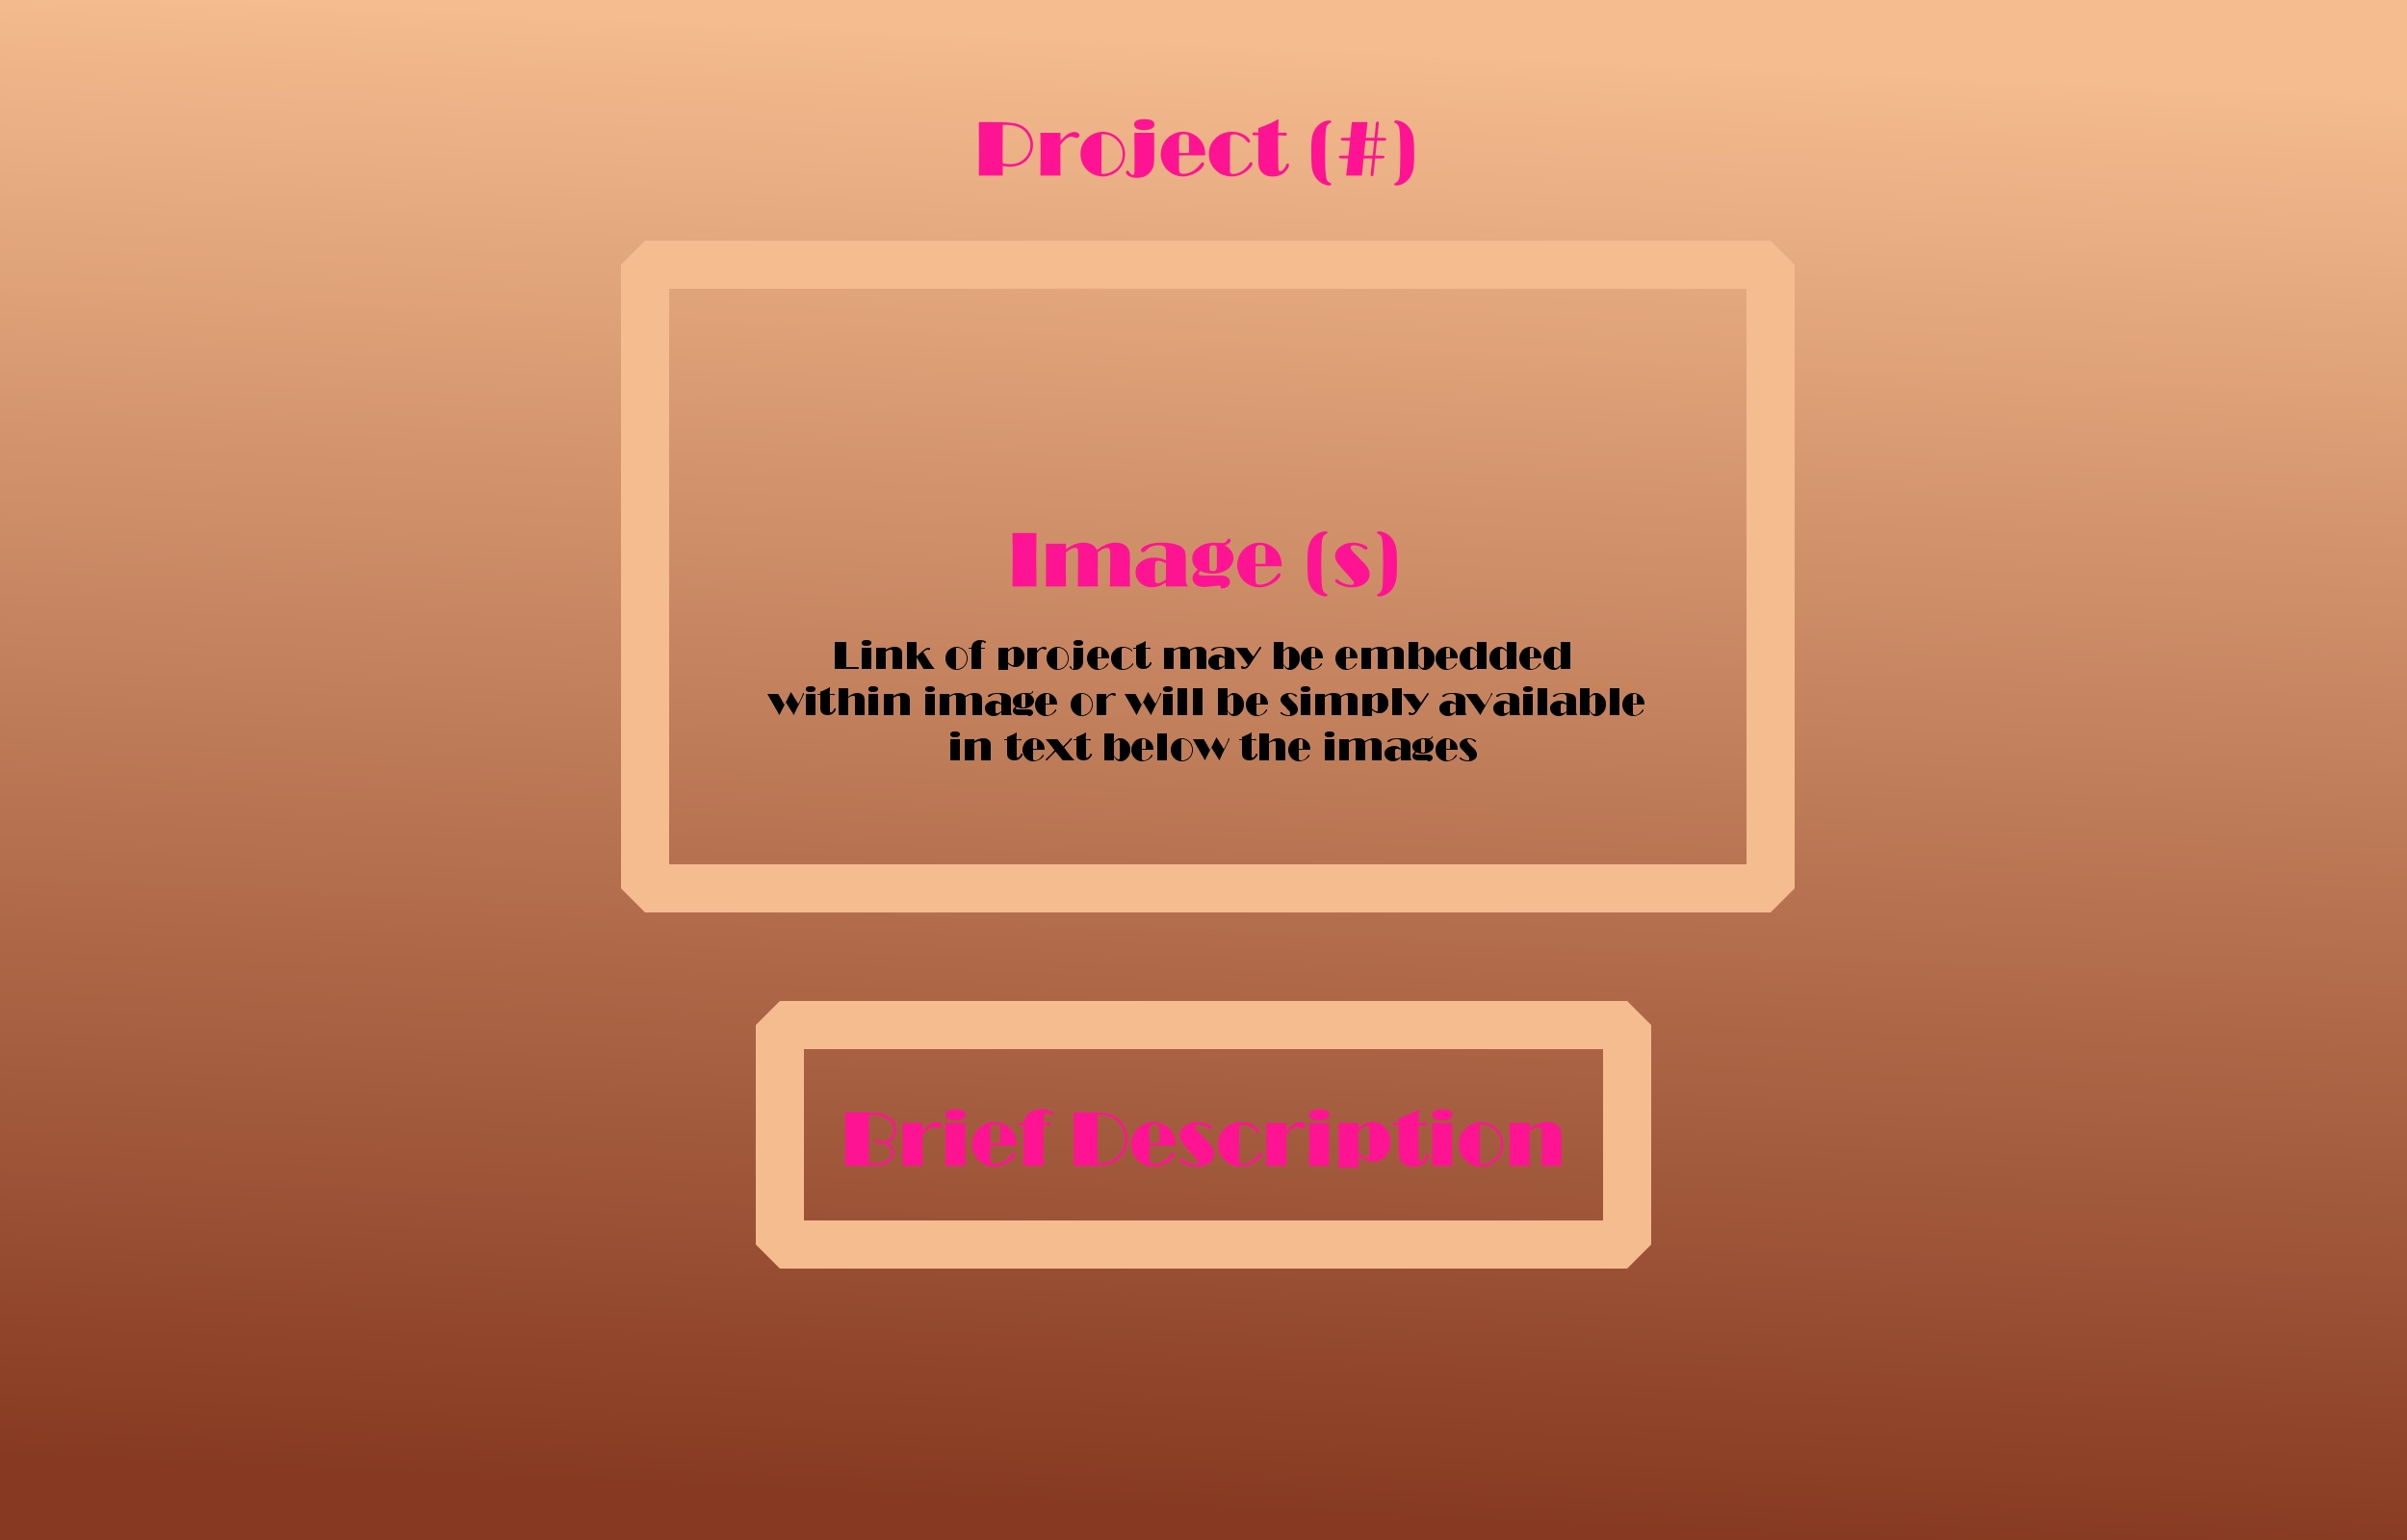 Project (#)
Image (s)
Link of project may be embedded
within image or will be simply available
in text below the images
Brief Description